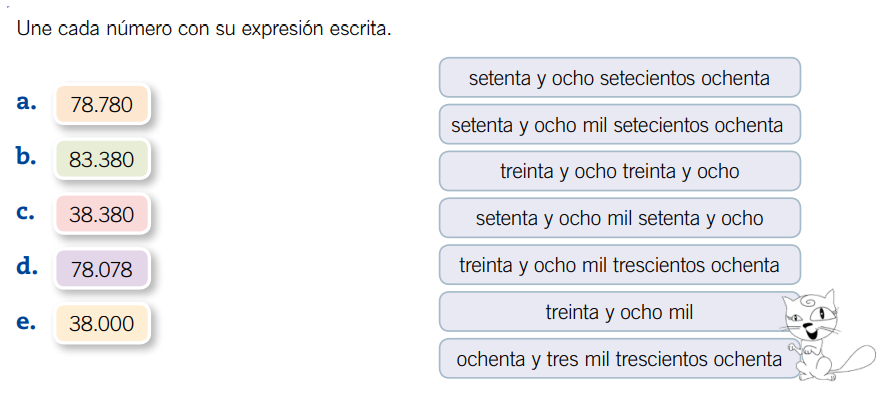 Une cada número con su expresión escrita.
a. 78.780
b. 83.380
c. 38.380
d. 78.078
e. 38.000
setenta y ocho setecientos ochenta
setenta y ocho mil setecientos ochenta
treinta y ocho treinta y ocho
setenta y ocho mil setenta y ocho
treinta y ocho mil trescientos ochenta
treinta y ocho mil
ochenta y tres mil trescientos ochenta